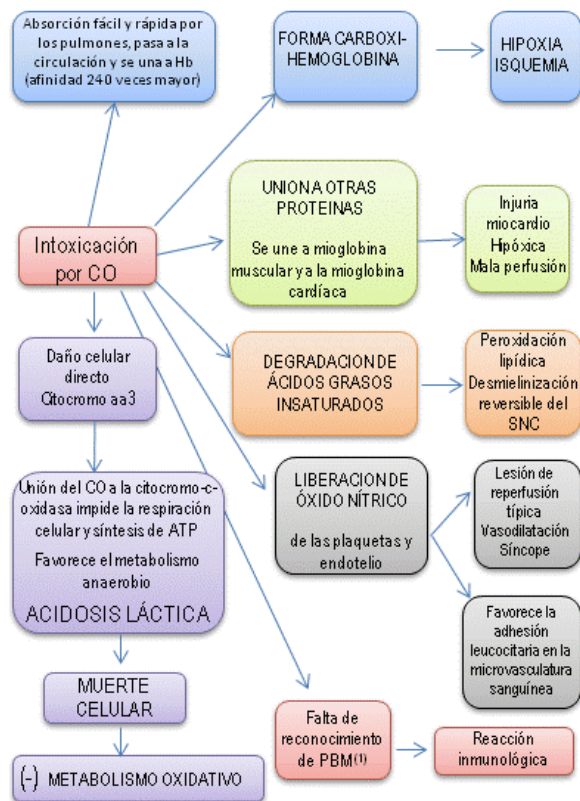 Absorción fácil y rápida por
los pulmones, pasa a la
circulación y se una a Hb
(afinidad 240 veces mayor)
FORMA CARBOXI-
HEMOGLOBINA
HIPOXIA
ISQUEMIA
UNION A OTRAS
PROTEINAS
Se une a mioglobina
muscular y a la mioglobina
cardíaca
Injuria
miocardio
Hipóxica
Mala perfusión
Intoxicación
por CO
Daño celular
directo
Citocromo aa3
DEGRADACION DE
ÁCIDOS GRASOS
INSATURADOS
Peroxidación
lipídica
Desmielinización
reversible del
SNC
Unión del CO a la citocromo-c-
oxidasa impide la respiración
celular y síntesis de ATP
Favorece el metabolismo
anaerobio
ACIDOSIS LÁCTICA
LIBERACION DE
ÓXIDO NÍTRICO
de las plaquetas y
endotelio
Lesión de
reperfusión
típica
Vasodilatación
Síncope
Favorece la
adhesión
leucocitaria en la
microvasculatura
sanguínea
MUERTE
CELULAR
(-) METABOLISMO OXIDATIVO
Falta de
reconocimiento
de PBM(1)
Reacción
inmunológica